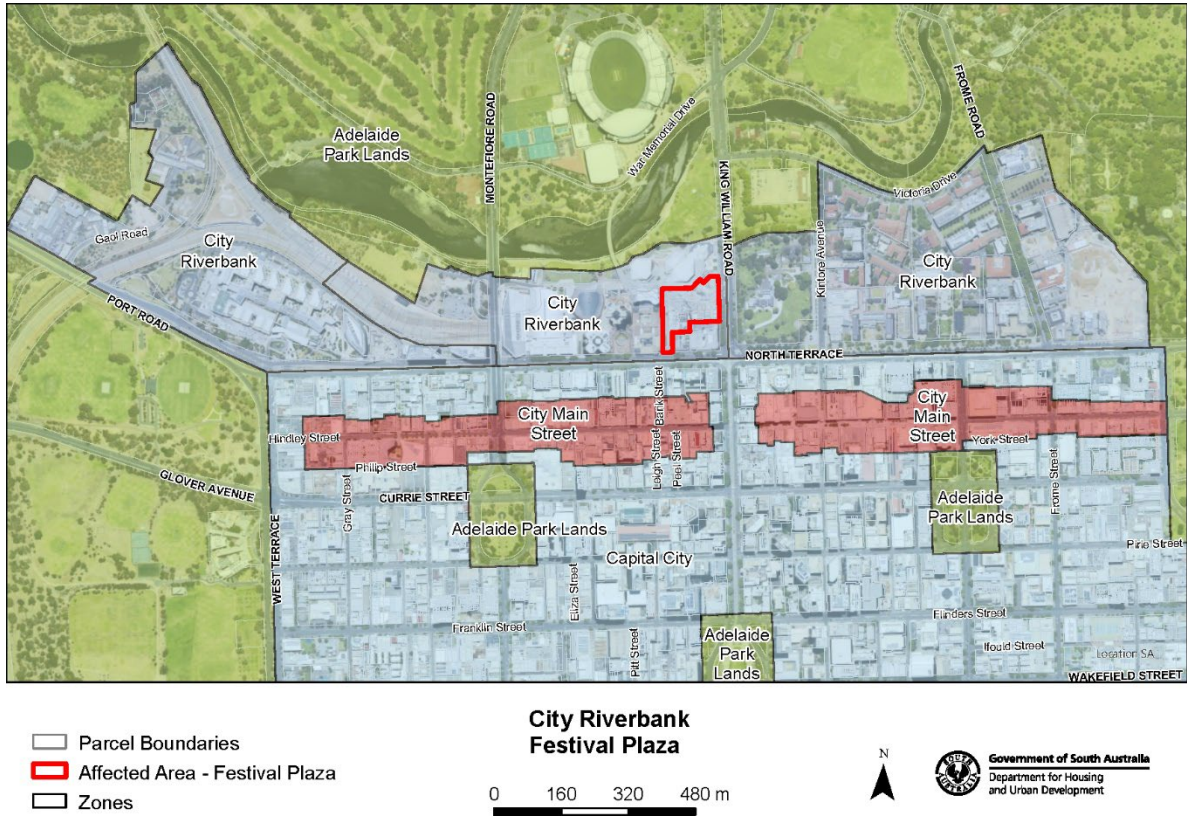 Adelaide
Park Lands
MONTEFIORE ROAD
War Memorial Drive
KING WILLIAM ROAD
FROME ROAD
Victoria Drive
Gaol Road
City
Riverbank
PORT ROAD
City
Riverbank
Kintore Avenue
City
Riverbank
NORTH TERRACE
Hindley Street
City Main
Street
Bank Street
Leigh Street
Peel Street
City
Main
Street
York Street
Philip Street
GLOVER AVENUE
Gray Street
CURRIE STREET
Adelaide Park Lands
Adelaide
Park Lands
Frome Street
Pirie Street
WEST TERRACE
Capital City
Eliza Street
Franklin Street
Pitt Street
Adelaide
Park
Lands
Flinders Street
Ifould Street
Location SA
WAKEFIELD STREET
Parcel Boundaries
Affected Area - Festival Plaza
Zones
City Riverbank
Festival Plaza
0 160 320 480 m
N
SOUTH AUSTRALIA
Government of South Australia
Department for Housing
and Urban Development